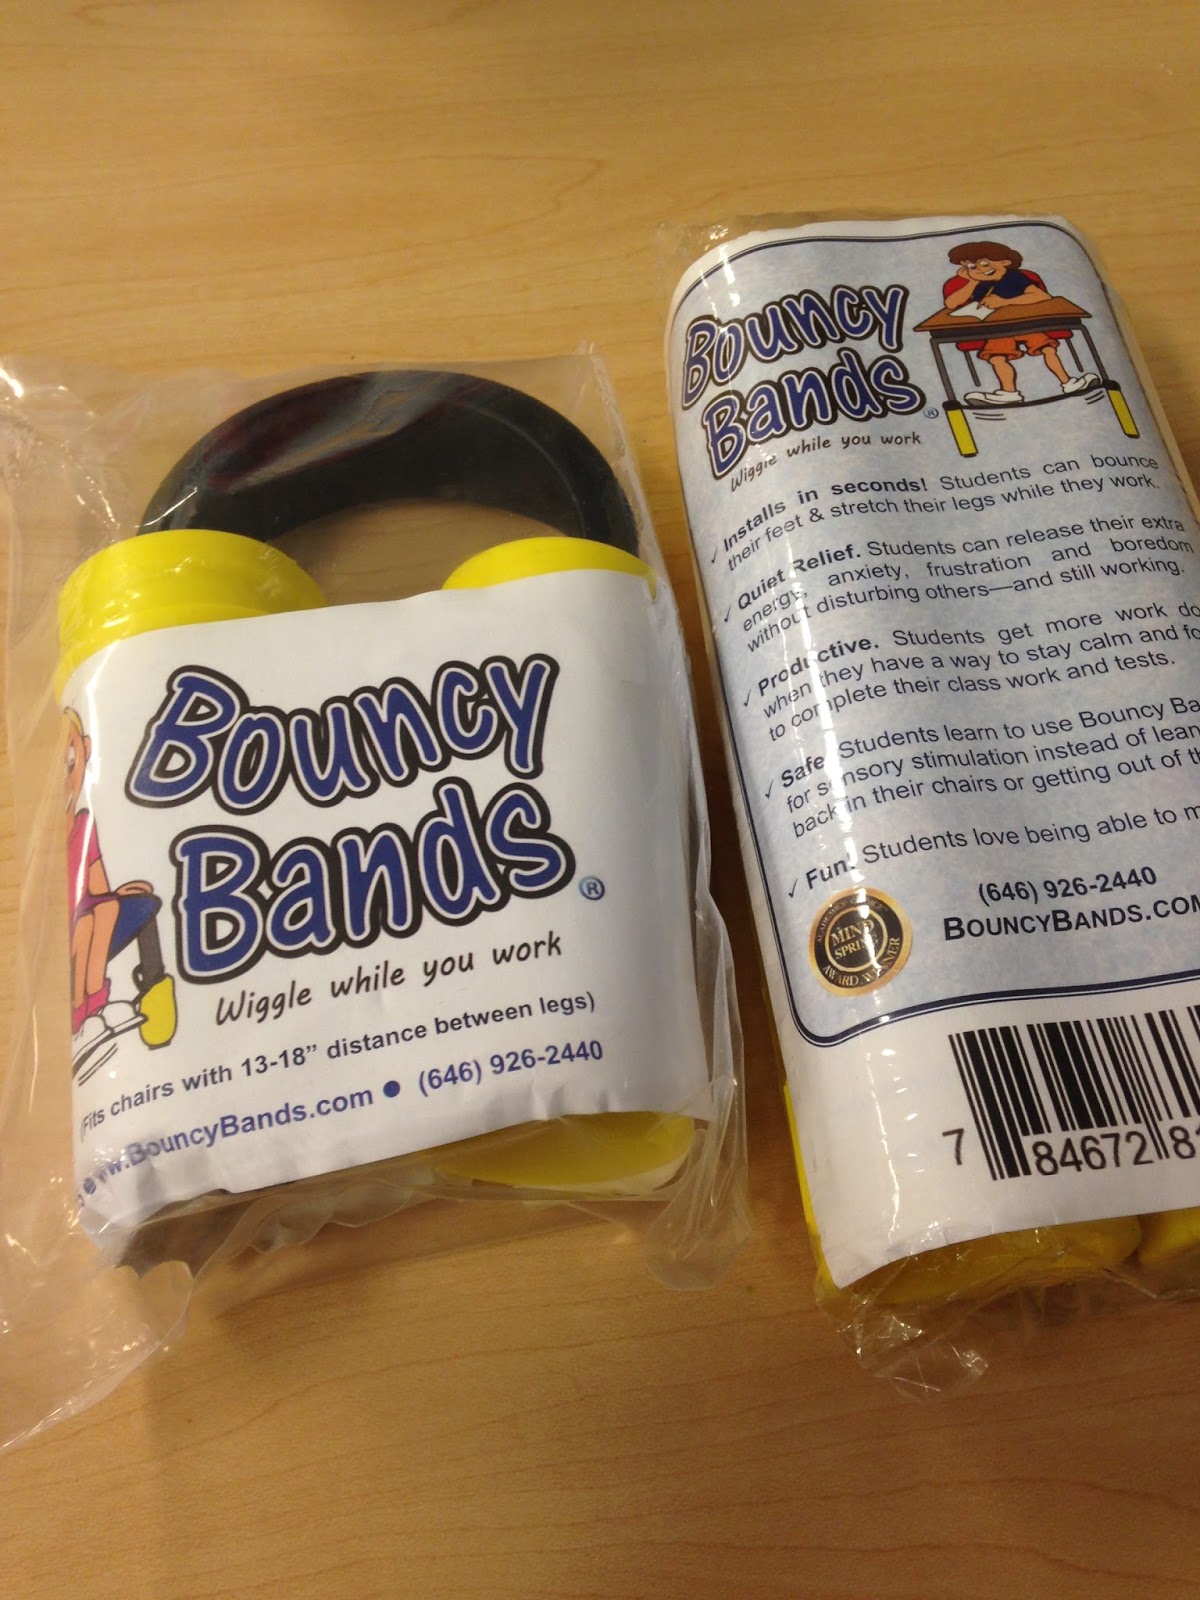 Bouncy
Bands®
Wiggle while you work
(Fits chairs with 13-18" distance between legs)
www.BouncyBands.com ● (646) 926-2440
Bouncy
Bands®
Wiggle while you work
✓ Installs in seconds! Students can bounce
their feet & stretch their legs while they work.
✓ Quiet Relief. Students can release their extra
energy, anxiety, frustration and boredom
without disturbing others—and still working.
✓ Productive. Students get more work do
when they have a way to stay calm and fo
to complete their class work and tests.
✓ Safe. Students learn to use Bouncy Ba
for sensory stimulation instead of lean
back in their chairs or getting out of th
✓ Fun! Students love being able to m
(646) 926-2440
BOUNCYBANDS.COM
MIND
SPRING
AWARD WINNER
7 84672 81